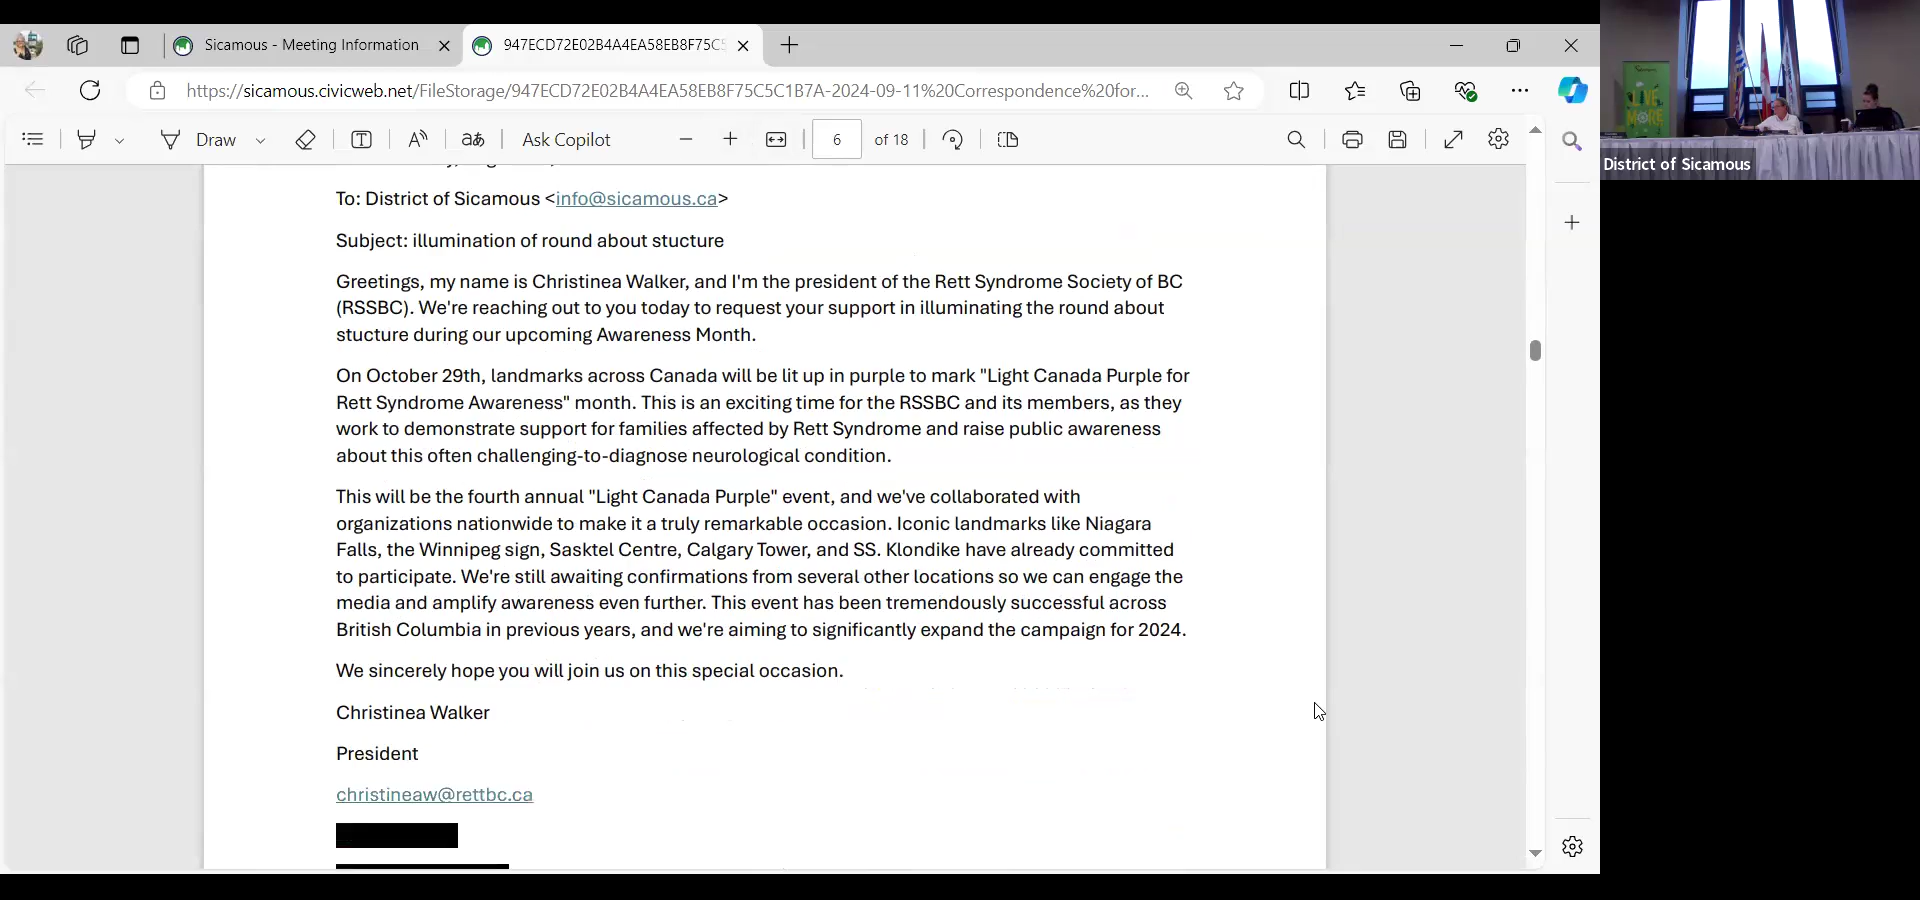 Sicamous - Meeting Information
947ECD72E02B4A4EA58EB8F75C5
https://sicamous.civicweb.net/FileStorage/947ECD72E02B4A4EA58EB8F75C5C1B7A-2024-09-11%20Correspondence%20for...
Draw
Ask Copilot
6 of 18
To: District of Sicamous <info@sicamous.ca>
Subject: illumination of round about stucture
Greetings, my name is Christinea Walker, and I'm the president of the Rett Syndrome Society of BC
(RSSBC). We're reaching out to you today to request your support in illuminating the round about
stucture during our upcoming Awareness Month.
On October 29th, landmarks across Canada will be lit up in purple to mark "Light Canada Purple for
Rett Syndrome Awareness" month. This is an exciting time for the RSSBC and its members, as they
work to demonstrate support for families affected by Rett Syndrome and raise public awareness
about this often challenging-to-diagnose neurological condition.
This will be the fourth annual "Light Canada Purple" event, and we've collaborated with
organizations nationwide to make it a truly remarkable occasion. Iconic landmarks like Niagara
Falls, the Winnipeg sign, Sasktel Centre, Calgary Tower, and SS. Klondike have already committed
to participate. We're still awaiting confirmations from several other locations so we can engage the
media and amplify awareness even further. This event has been tremendously successful across
British Columbia in previous years, and we're aiming to significantly expand the campaign for 2024.
We sincerely hope you will join us on this special occasion.
Christinea Walker
President
christineaw@rettbc.ca
LIVE
MORE
District of Sicamous